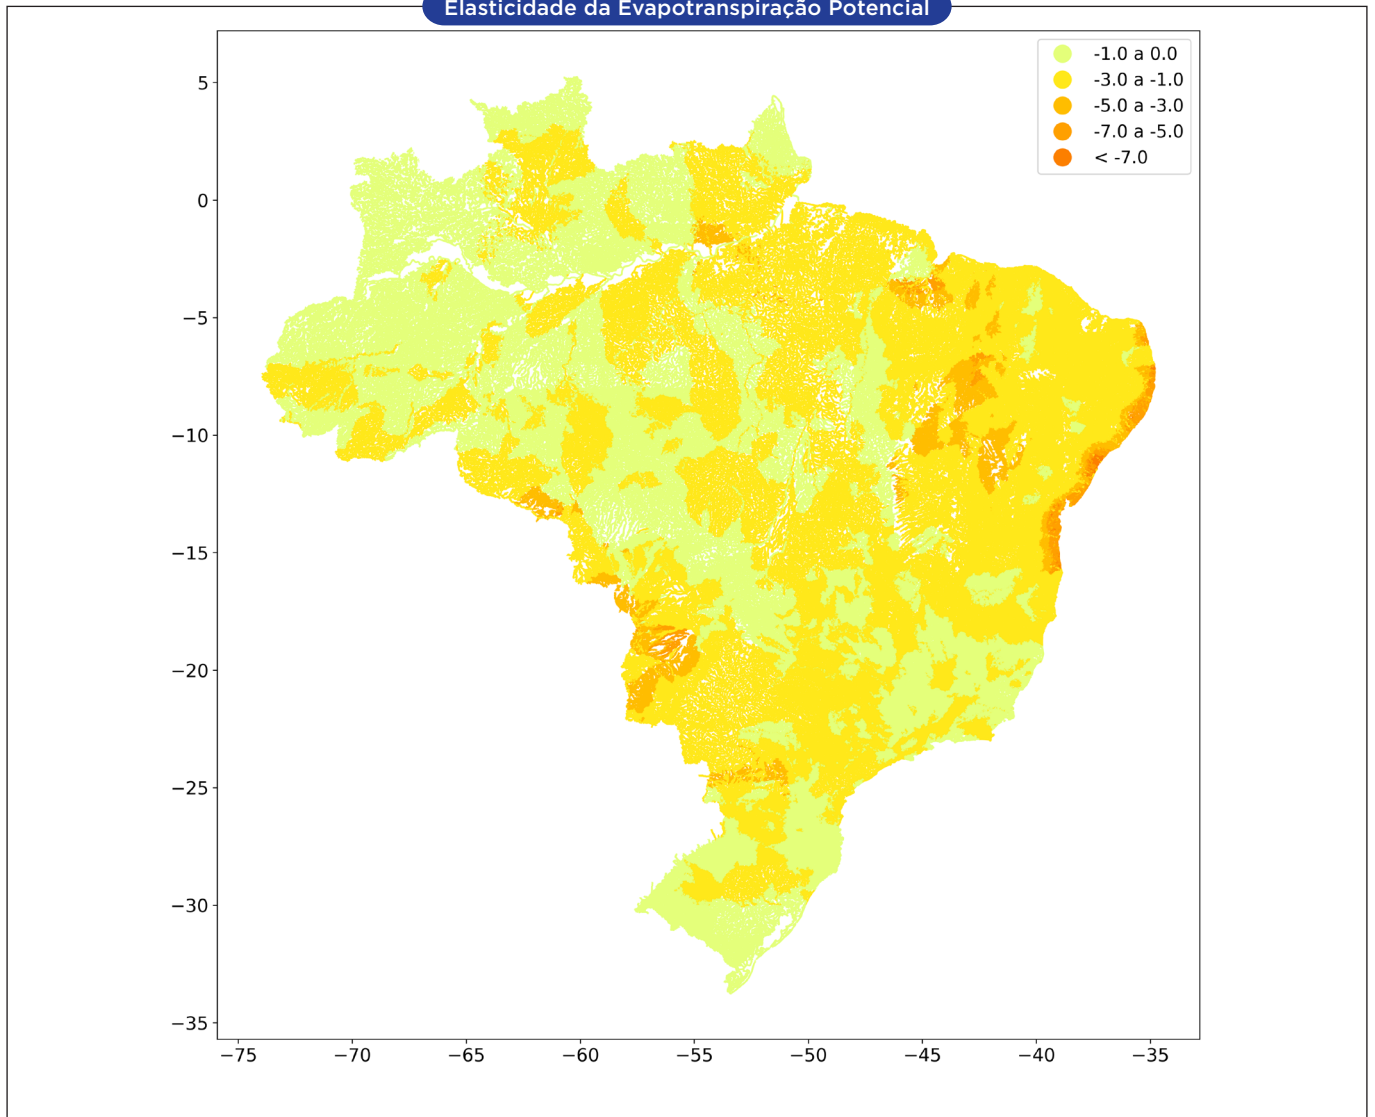 Elasticidade da Evapotranspiração Potencial
-1.0 a 0.0
-3.0 a -1.0
-5.0 a -3.0
-7.0 a -5.0
< -7.0
5
0
−5
−10
−15
−20
−25
−30
−35
−75 −70 −65 −60 −55 −50 −45 −40 −35